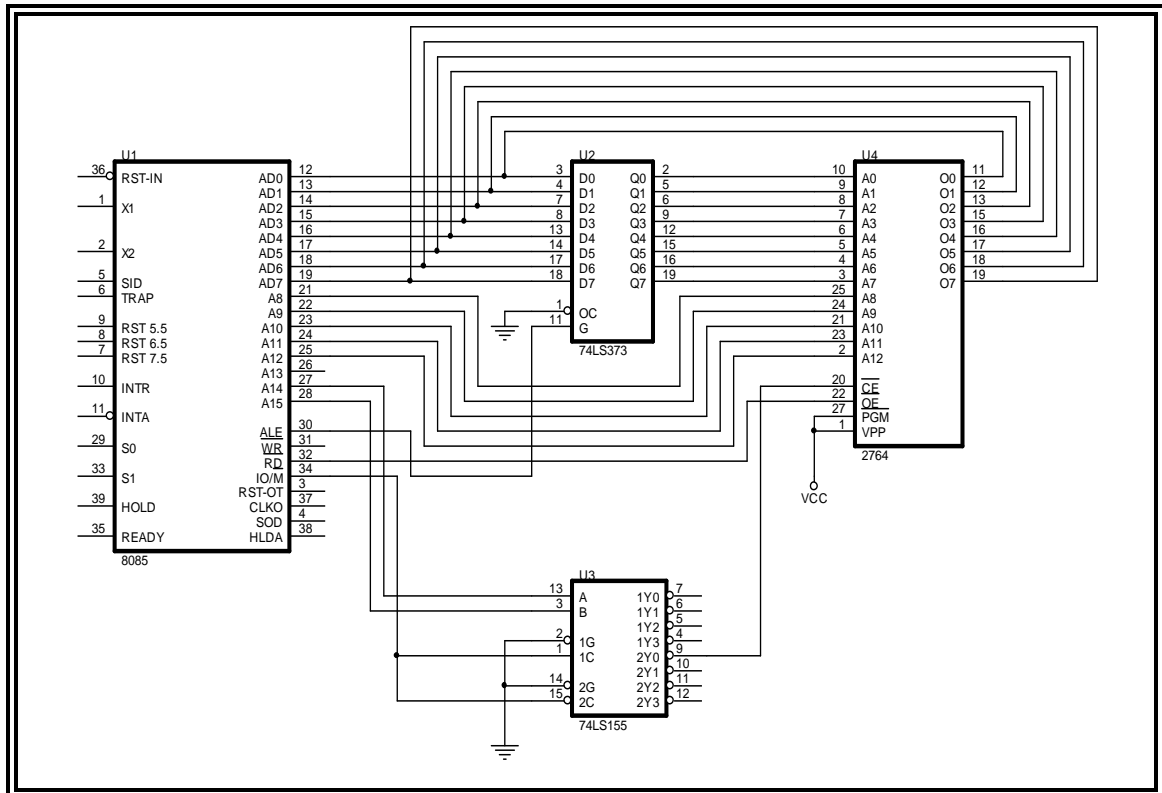 U1
36
RST-IN
1
X1
2
X2
5
SID
6
TRAP
9
RST 5.5
8
RST 6.5
7
RST 7.5
10
INTR
11
INTA
29
S0
33
S1
39
HOLD
35
READY
AD0
12
AD1
13
AD2
14
AD3
15
AD4
16
AD5
17
AD6
18
AD7
19
A8
21
A9
22
A10
23
A11
24
A12
25
A13
26
A14
27
A15
28
ALE
30
WR
31
RD
32
IO/M
34
RST-OT
3
CLKO
37
SOD
4
HLDA
38
8085
U2
3
D0
4
D1
7
D2
8
D3
13
D4
14
D5
17
D6
18
D7
1
OC
11
G
Q0
2
Q1
5
Q2
6
Q3
9
Q4
12
Q5
15
Q6
16
Q7
19
74LS373
U4
10
A0
9
A1
8
A2
7
A3
6
A4
5
A5
4
A6
3
A7
25
A8
24
A9
21
A10
23
A11
2
A12
20
CE
22
OE
27
PGM
1
VPP
O0
11
O1
12
O2
13
O3
15
O4
16
O5
17
O6
18
O7
19
2764
VCC
U3
13
A
3
B
2
1G
1
1C
14
2G
15
2C
1Y0
7
1Y1
6
1Y2
5
1Y3
4
2Y0
9
2Y1
10
2Y2
11
2Y3
12
74LS155